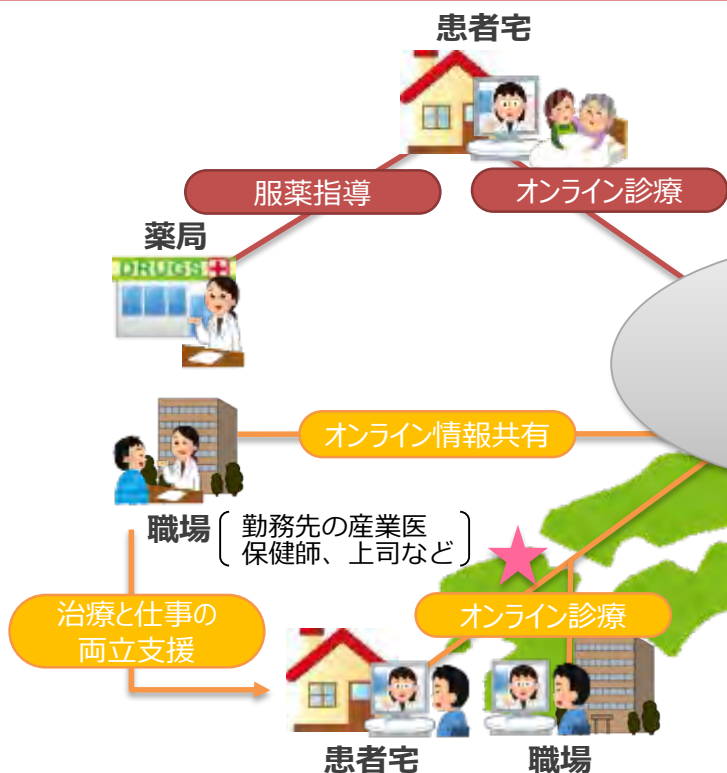 患者宅
服薬指導
オンライン診療
薬局
DRUGS
オンライン情報共有
職場
勤務先の産業医
保健師、上司など
治療と仕事の
両立支援
オンライン診療
患者宅
職場